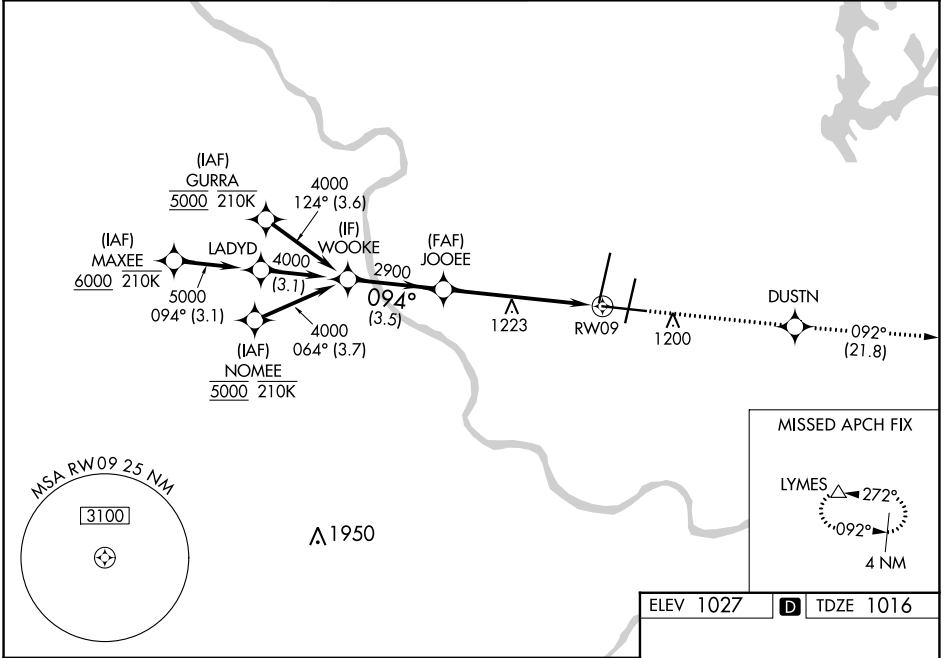 (IAF)
GURRA
5000 210K
4000
124° (3.6)
(IAF)
MAXEE
6000 210K
LADYD
4000
(3.1)
(IF)
WOOKE
(FAF)
JOOEE
2900
094°
(3.5)
5000
094° (3.1)
4000
064° (3.7)
(IAF)
NOMEE
5000 210K
1223
RW09
1200
DUSTN
092°
(21.8)
MISSED APCH FIX
LYMES
272°
092°
4 NM
MSA RW09 25 NM
3100
1950
ELEV 1027 D TDZE 1016